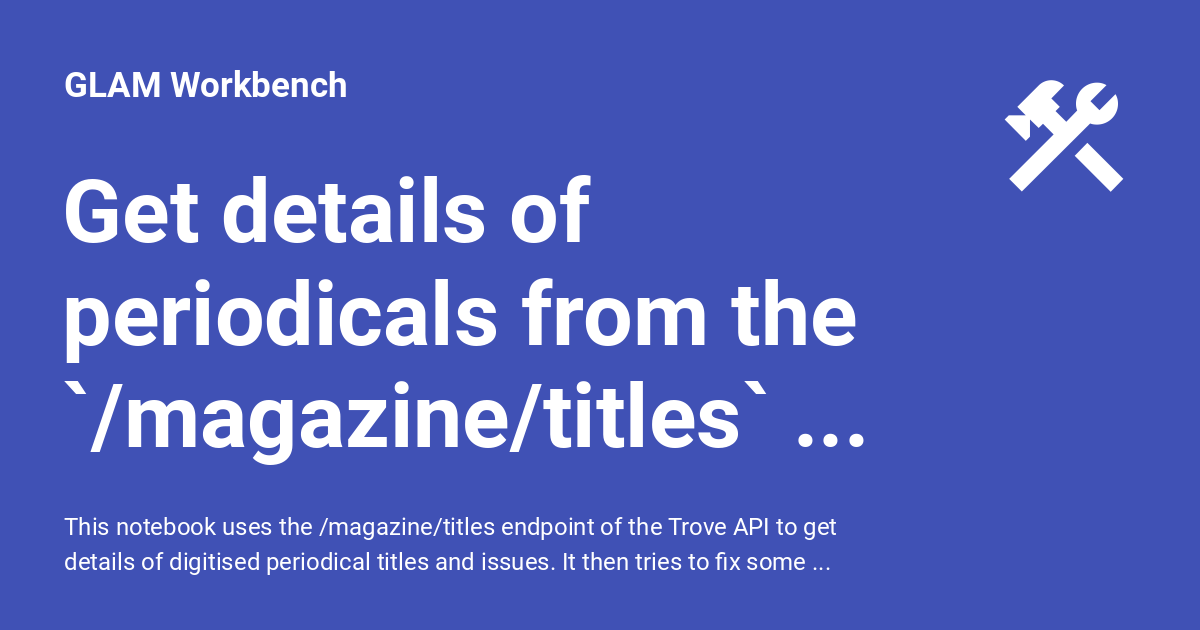 GLAM Workbench
Get details of
periodicals from the
`/magazine/titles` ...
This notebook uses the /magazine/titles endpoint of the Trove API to get
details of digitised periodical titles and issues. It then tries to fix some ...